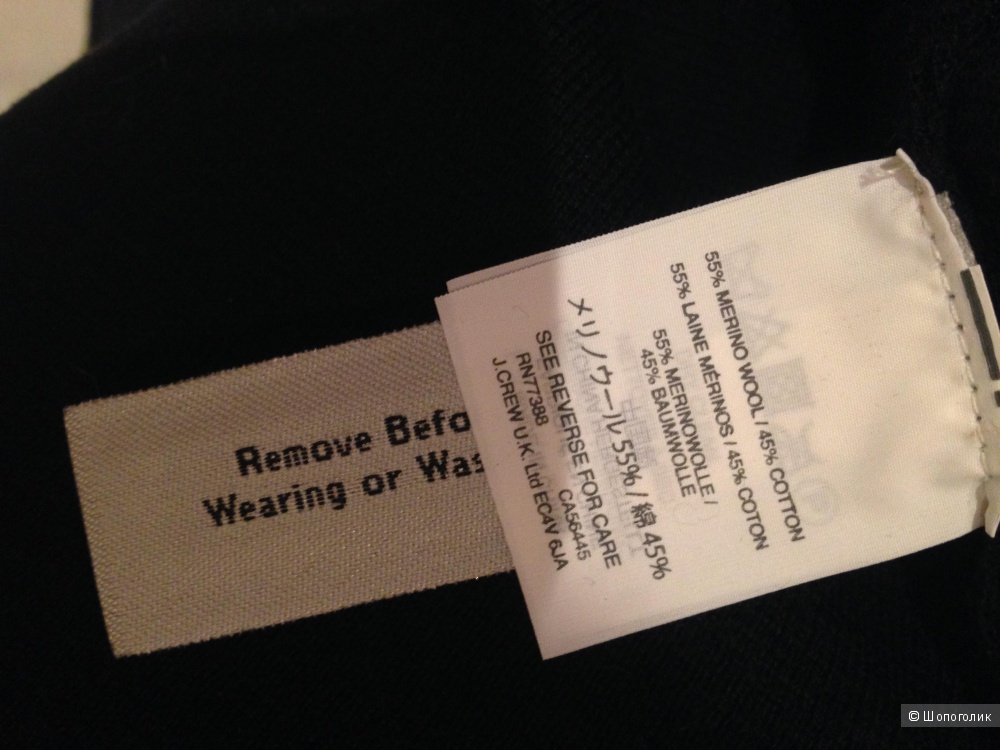 55% MERINO WOOL / 45% COTTON
55% LAINE MÉRINOS / 45% COTON
55% MERINOWOLLE /
45% BAUMWOLLE
メリノウール 55% / 綿 45%
SEE REVERSE FOR CARE
RN77388 CA56445
J.CREW U.K. Ltd EC4V 6JA
Remove Befo
Wearing or Was
© Шопоголик